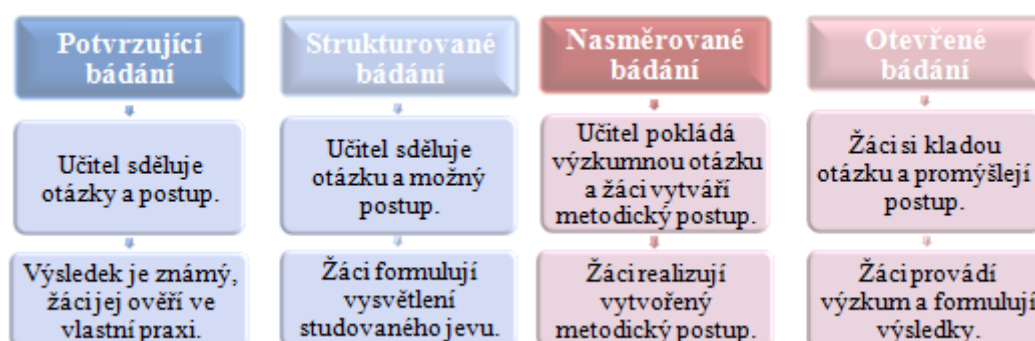 Potvrzující
bádání
Učitel sděluje
otázky a postup.
Výsledek je známý,
žáci jej ověří ve
vlastní praxi.
Strukturované
bádání
Učitel sděluje
otázku a možný
postup.
Žáci formulují
vysvětlení
studovaného jevu.
Nasměrované
bádání
Učitel pokládá
výzkumnou otázku
a žáci vytváří
metodický postup.
Žáci realizují
vytvořený
metodický postup.
Otevřené
bádání
Žáci si kladou
otázku a promýšlejí
postup.
Žáci provádí
výzkum a formulují
výsledky.